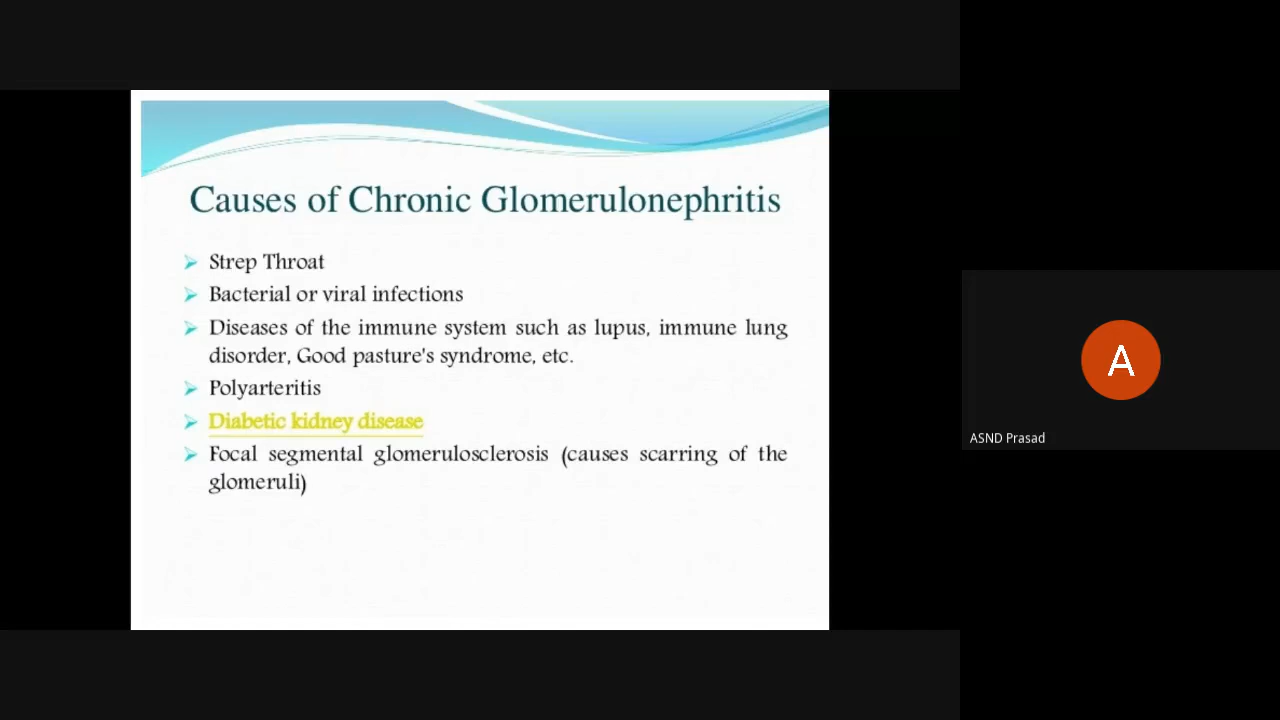 Causes of Chronic Glomerulonephritis
Strep Throat
Bacterial or viral infections
Diseases of the immune system such as lupus, immune lung
disorder, Good pasture's syndrome, etc.
Polyarteritis
Diabetic kidney disease
Focal segmental glomerulosclerosis (causes scarring of the
glomeruli)
A
ASND Prasad